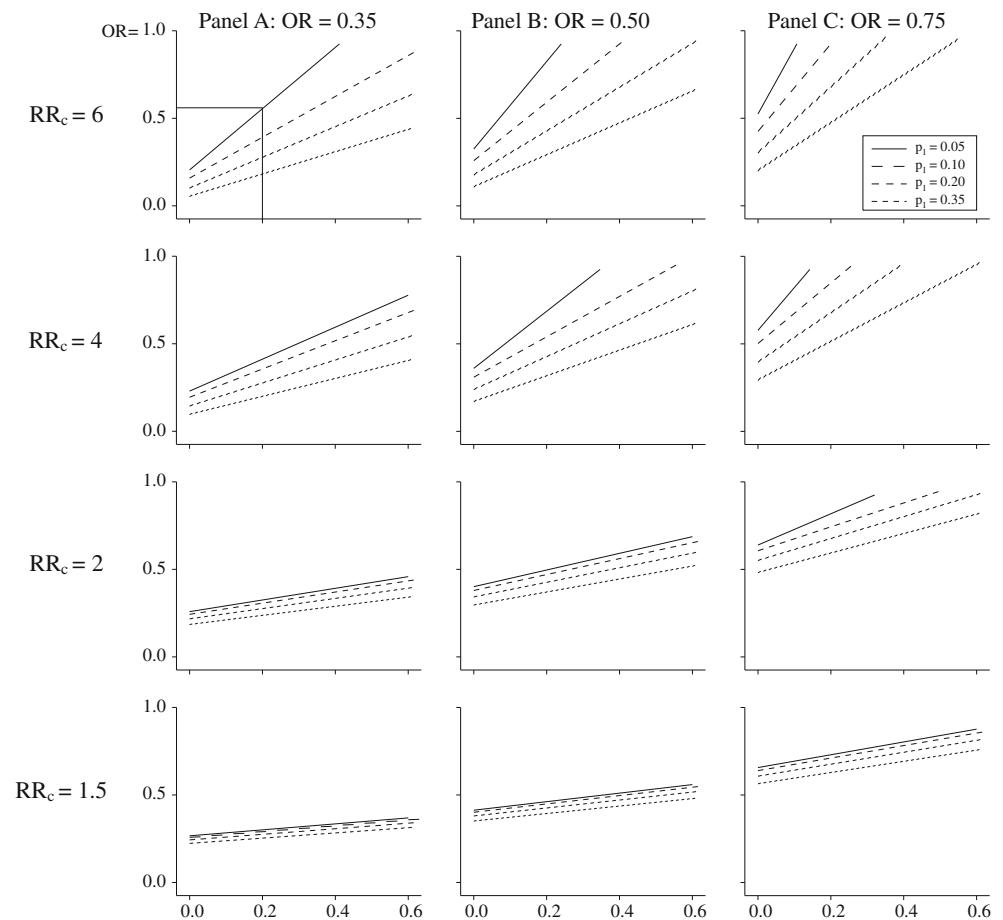 Panel A: OR = 0.35
Panel B: OR = 0.50
Panel C: OR = 0.75
OR= 1.0
RRc = 6
0.5
0.0
p1 = 0.05
p1 = 0.10
p1 = 0.20
p1 = 0.35
1.0
RRc = 4
0.5
0.0
1.0
RRc = 2
0.5
0.0
1.0
RRc = 1.5
0.5
0.0
0.0 0.2 0.4 0.6
0.0 0.2 0.4 0.6
0.0 0.2 0.4 0.6